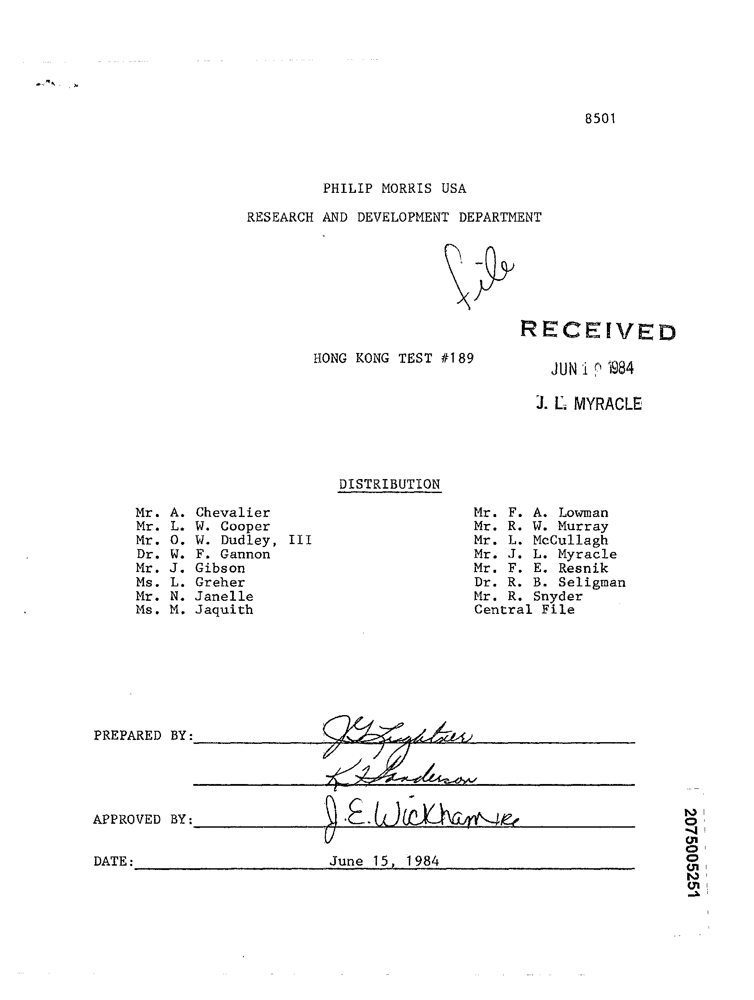 8501
PHILIP MORRIS USA
RESEARCH AND DEVELOPMENT DEPARTMENT
file
RECEIVED
HONG KONG TEST #189
JUN 1 1984
J. L. MYRACLE
DISTRIBUTION
Mr. A. Chevalier
Mr. L. W. Cooper
Mr. O. W. Dudley, III
Dr. W. F. Gannon
Mr. J. Gibson
Ms. L. Greher
Mr. N. Janelle
Ms. M. Jaquith
Mr. F. A. Lowman
Mr. R. W. Murray
Mr. L. McCullagh
Mr. J. L. Myracle
Mr. F. E. Resnik
Dr. R. B. Seligman
Mr. R. Snyder
Central File
PREPARED BY: J G Lightner
K F Sanderson
APPROVED BY: J.E. Wickham
DATE: June 15, 1984
2075005251